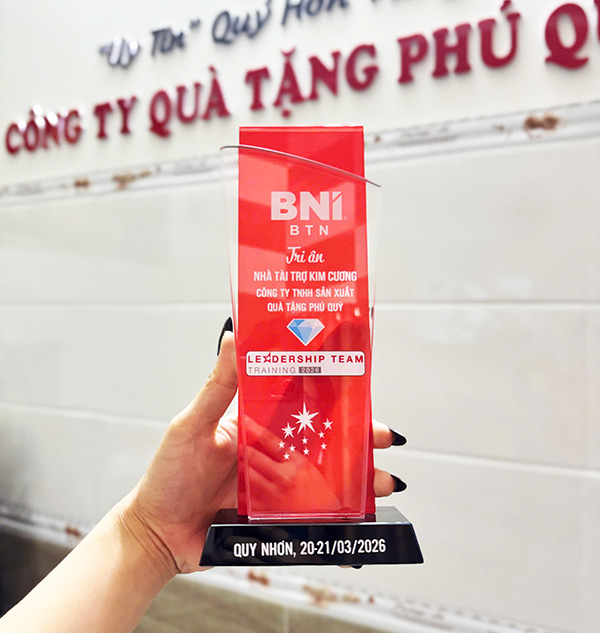 "Uy Tín" Quý Hơn
CÔNG TY QUÀ TẶNG PHÚ
BNI
BTN
Tri ân
NHÀ TÀI TRỢ KIM CƯƠNG
CÔNG TY TNHH SẢN XUẤT
QUÀ TẶNG PHÚ QUÝ
LEADERSHIP TEAM
TRAINING 2026
QUY NHƠN, 20-21/03/2026